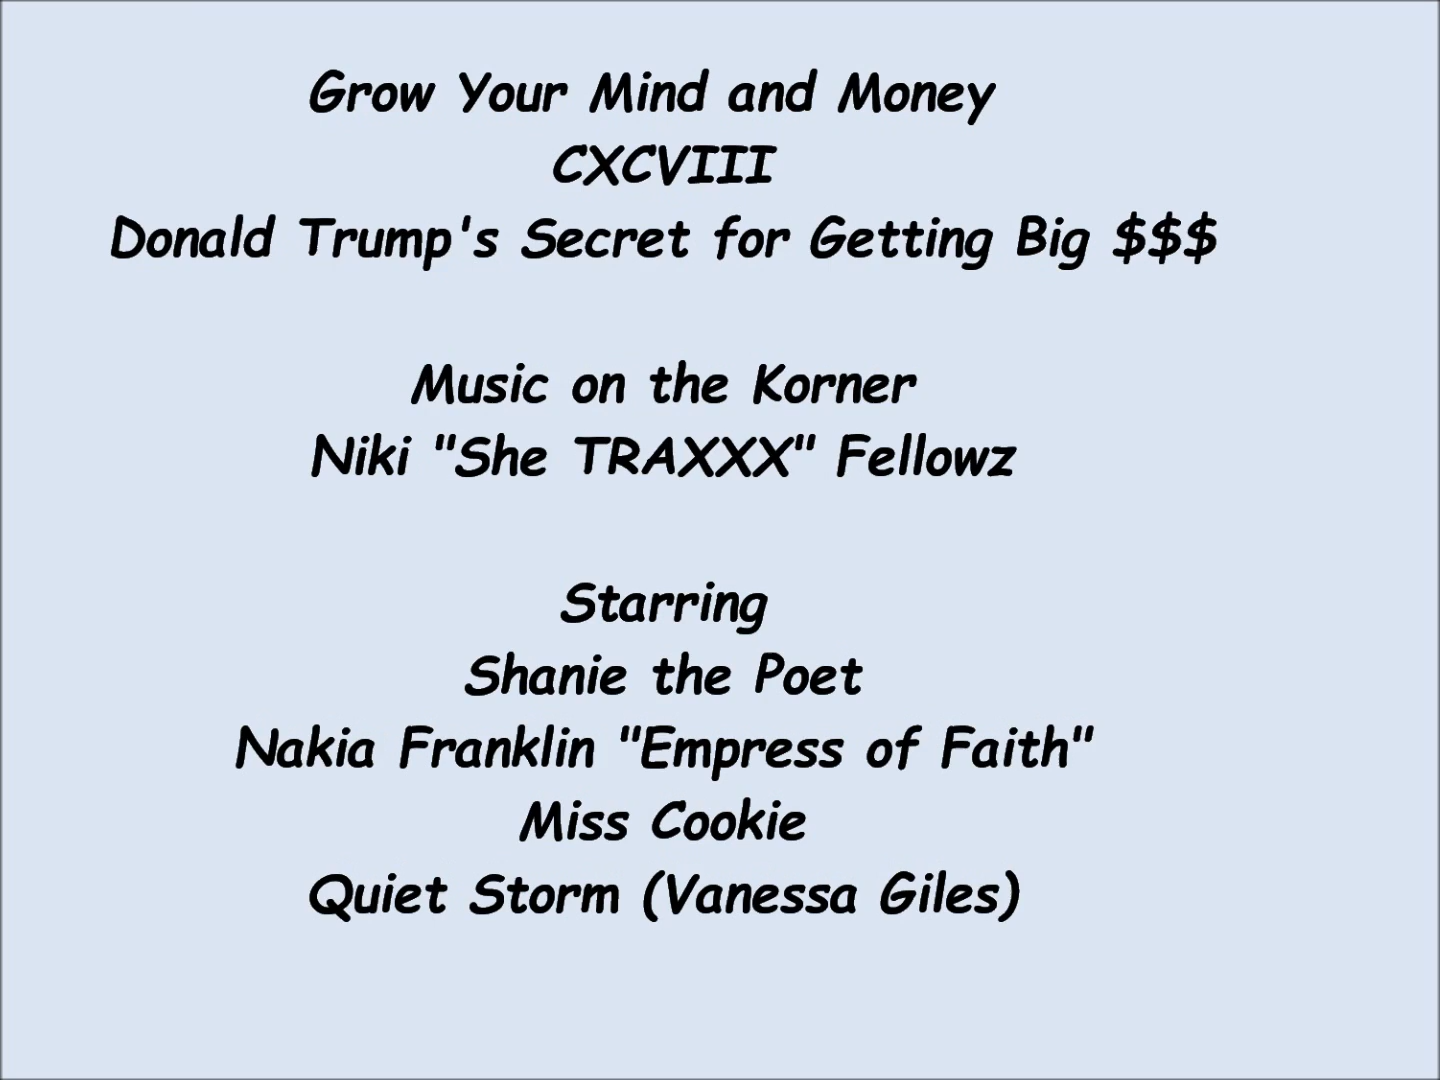 Grow Your Mind and Money
CXCVIII
Donald Trump's Secret for Getting Big $$$
Music on the Korner
Niki "She TRAXXX" Fellowz
Starring
Shanie the Poet
Nakia Franklin "Empress of Faith"
Miss Cookie
Quiet Storm (Vanessa Giles)